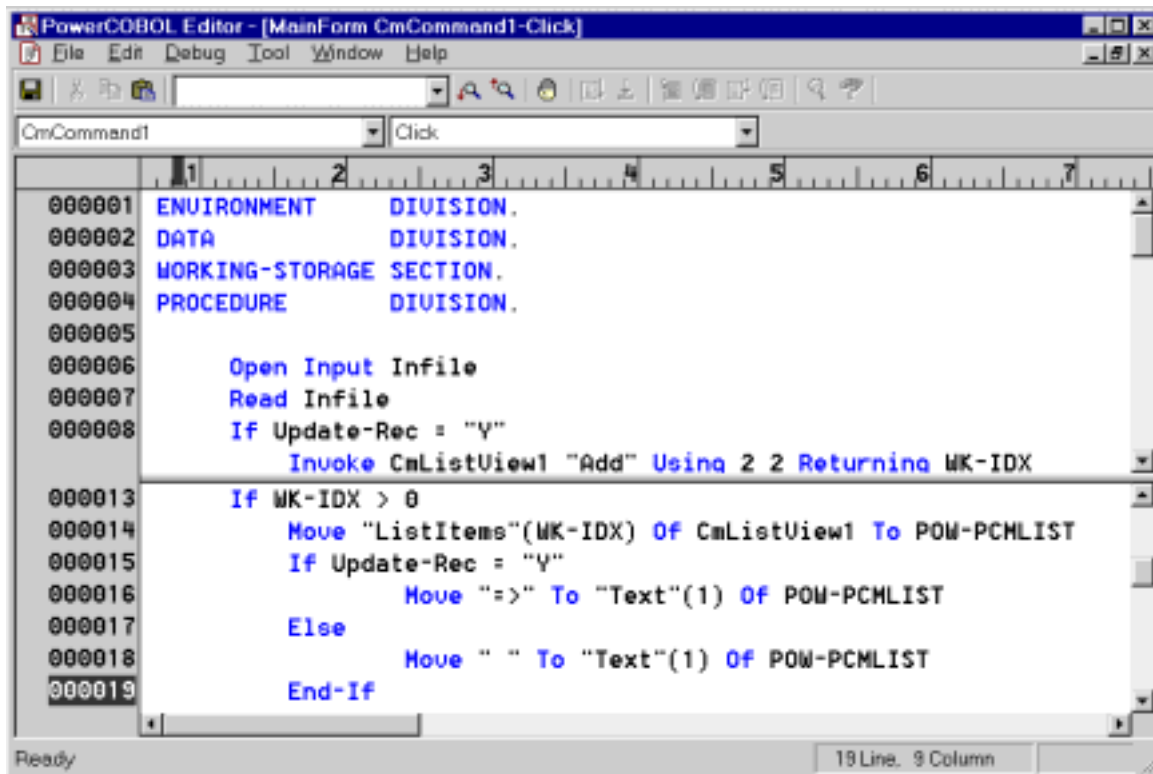 PowerCOBOL Editor - [MainForm CmCommand1-Click]
File Edit Debug Tool Window Help
CmCommand1 Click
1 2 3 4 5 6 7
000001 ENVIRONMENT DIVISION.
000002 DATA DIVISION.
000003 WORKING-STORAGE SECTION.
000004 PROCEDURE DIVISION.
000005
000006 Open Input Infile
000007 Read Infile
000008 If Update-Rec = "Y"
Invoke CmListView1 "Add" Using 2 2 Returning WK-IDX
000013 If WK-IDX > 0
000014 Move "ListItems"(WK-IDX) Of CmListView1 To POW-PCMLIST
000015 If Update-Rec = "Y"
000016 Move "=>" To "Text"(1) Of POW-PCMLIST
000017 Else
000018 Move " " To "Text"(1) Of POW-PCMLIST
000019 End-If
Ready 19 Line, 9 Column